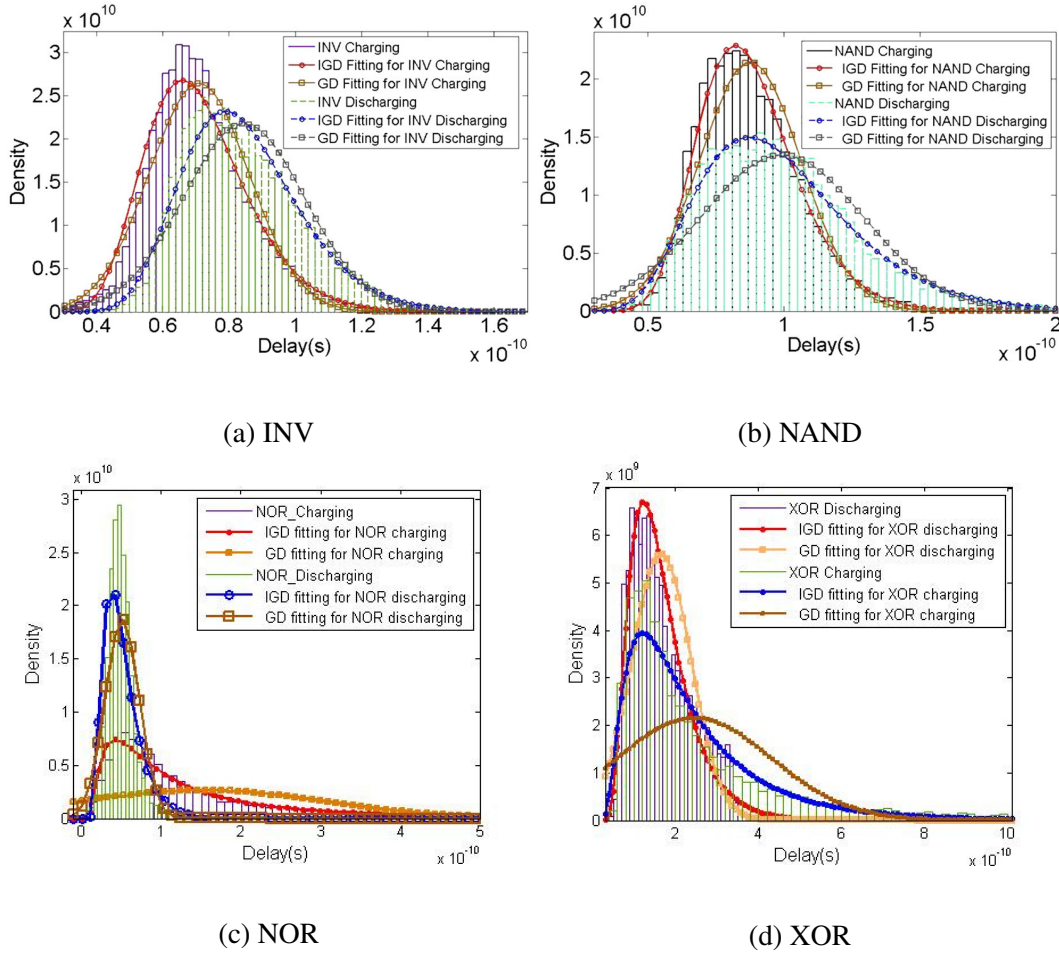 x 10^10
3.0
2.5
2.0
1.5
1.0
0.5
0
Density
INV Charging
IGD Fitting for INV Charging
GD Fitting for INV Charging
INV Discharging
IGD Fitting for INV Discharging
GD Fitting for INV Discharging
0.4 0.6 0.8 1 1.2 1.4 1.6
Delay(s)
x 10^-10
(a) INV
x 10^10
2.0
1.5
1.0
0.5
0
Density
NAND Charging
IGD Fitting for NAND Charging
GD Fitting for NAND Charging
NAND Discharging
IGD Fitting for NAND Discharging
GD Fitting for NAND Discharging
0.5 1 1.5 2
Delay(s)
x 10^-10
(b) NAND
x 10^10
3.0
2.5
2.0
1.5
1.0
0.5
0
Density
NOR_Charging
IGD fitting for NOR charging
GD fitting for NOR charging
NOR_Discharging
IGD fitting for NOR discharging
GD fitting for NOR discharging
0 1 2 3 4 5
Delay(s)
x 10^-10
(c) NOR
x 10^9
7
6
5
4
3
2
1
0
Density
XOR Discharging
IGD fitting for XOR discharging
GD fitting for XOR discharging
XOR Charging
IGD fitting for XOR charging
GD fitting for XOR charging
2 4 6 8 10
Delay(s)
x 10^-10
(d) XOR